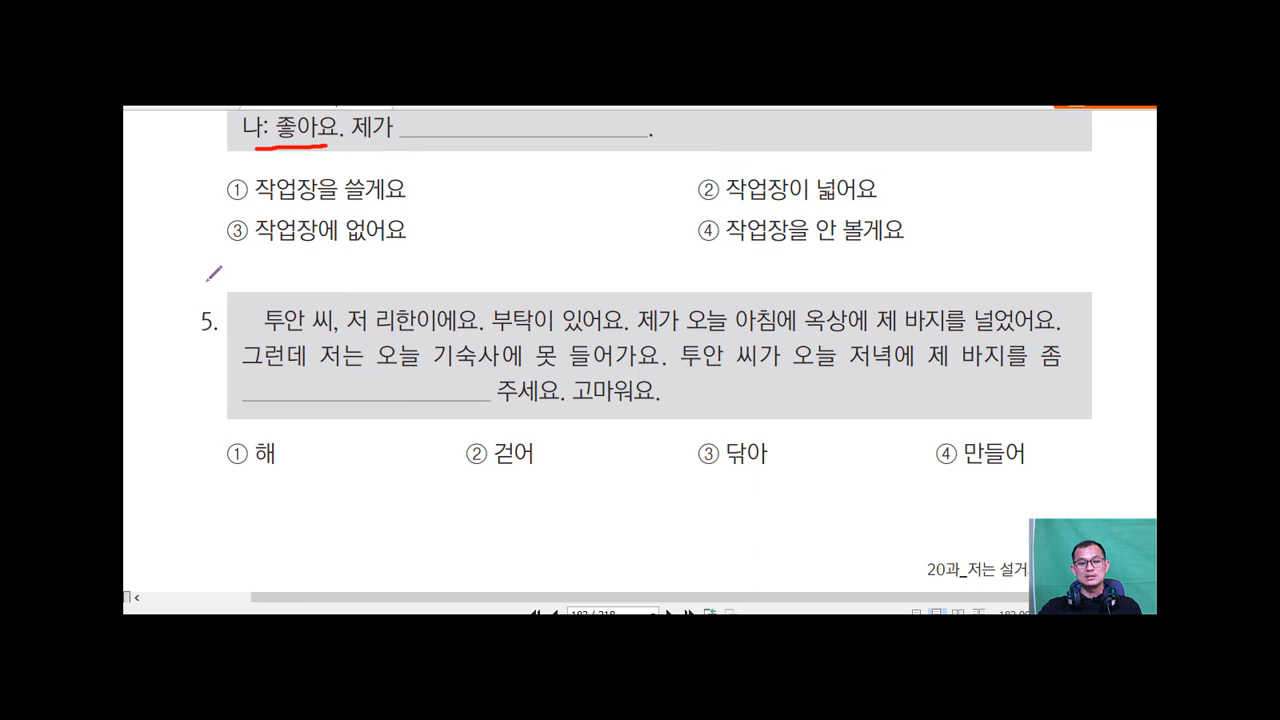 나: 좋아요. 제가 ____________________.
① 작업장을 쓸게요
② 작업장이 넓어요
③ 작업장에 없어요
④ 작업장을 안 볼게요
5. 투안 씨, 저 리한이에요. 부탁이 있어요. 제가 오늘 아침에 옥상에 제 바지를 널었어요.
그런데 저는 오늘 기숙사에 못 들어가요. 투안 씨가 오늘 저녁에 제 바지를 좀
____________________ 주세요. 고마워요.
① 해
② 걷어
③ 닦아
④ 만들어
20과_저는 설거